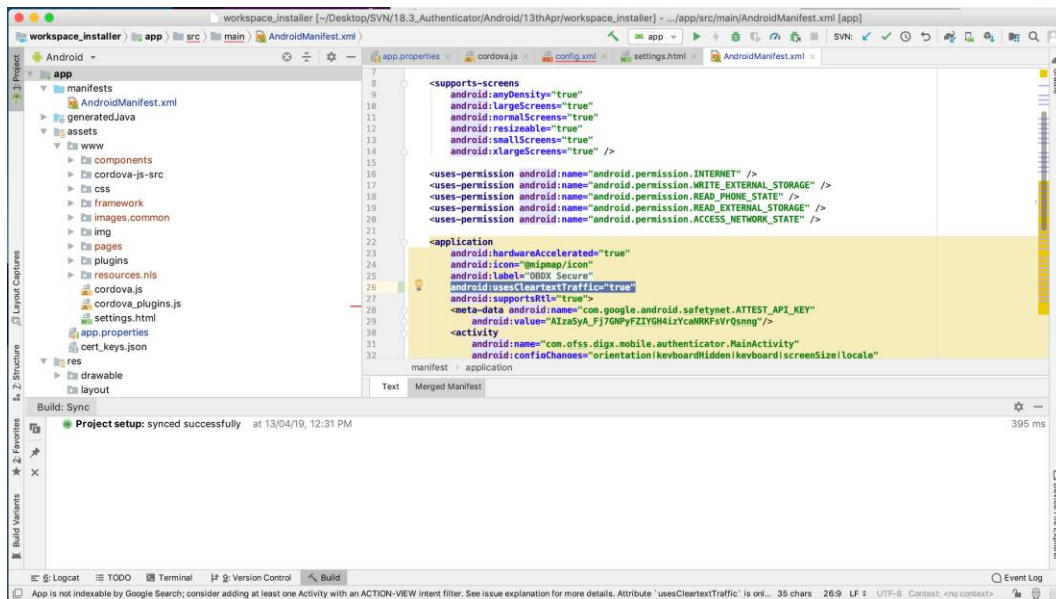 workspace_installer [~/Desktop/SVN/18.3_Authenticator/Android/13thApr/workspace_installer] - .../app/src/main/AndroidManifest.xml [app]
workspace_installer app src main AndroidManifest.xml
app SVN:
Android
app.properties cordova.js config.xml settings.html AndroidManifest.xml
1: Project
app
manifests
AndroidManifest.xml
generatedJava
assets
www
components
cordova-js-src
css
framework
images.common
img
pages
plugins
resources.nls
cordova.js
cordova_plugins.js
settings.html
app.properties
cert_keys.json
res
drawable
layout
Layout Captures
Z: Structure
2: Favorites
Build Variants
7
8 <supports-screens
9 android:anyDensity="true"
10 android:largeScreens="true"
11 android:normalScreens="true"
12 android:resizeable="true"
13 android:smallScreens="true"
14 android:xlargeScreens="true" />
15
16 <uses-permission android:name="android.permission.INTERNET" />
17 <uses-permission android:name="android.permission.WRITE_EXTERNAL_STORAGE" />
18 <uses-permission android:name="android.permission.READ_PHONE_STATE" />
19 <uses-permission android:name="android.permission.READ_EXTERNAL_STORAGE" />
20 <uses-permission android:name="android.permission.ACCESS_NETWORK_STATE" />
21
22 <application
23 android:hardwareAccelerated="true"
24 android:icon="@mipmap/icon"
25 android:label="OBDX Secure"
26 android:usesCleartextTraffic="true"
27 android:supportsRtl="true">
28 <meta-data android:name="com.google.android.safetynet.ATTEST_API_KEY"
29 android:value="AIzaSyA_Fj7GNPyFZIYGH4izYcaNRKFsVrQsnng"/>
30 <activity
31 android:name="com.ofss.digx.mobile.authenticator.MainActivity"
32 android:configChanges="orientation|keyboardHidden|keyboard|screenSize|locale"
manifest application
Text Merged Manifest
Build: Sync
Project setup: synced successfully at 13/04/19, 12:31 PM
395 ms
6: Logcat TODO Terminal 9: Version Control Build Event Log
App is not indexable by Google Search; consider adding at least one Activity with an ACTION-VIEW intent filter. See issue explanation for more details. Attribute `usesCleartextTraffic` is onl... 35 chars 26:9 LF UTF-8 Context: <no context>